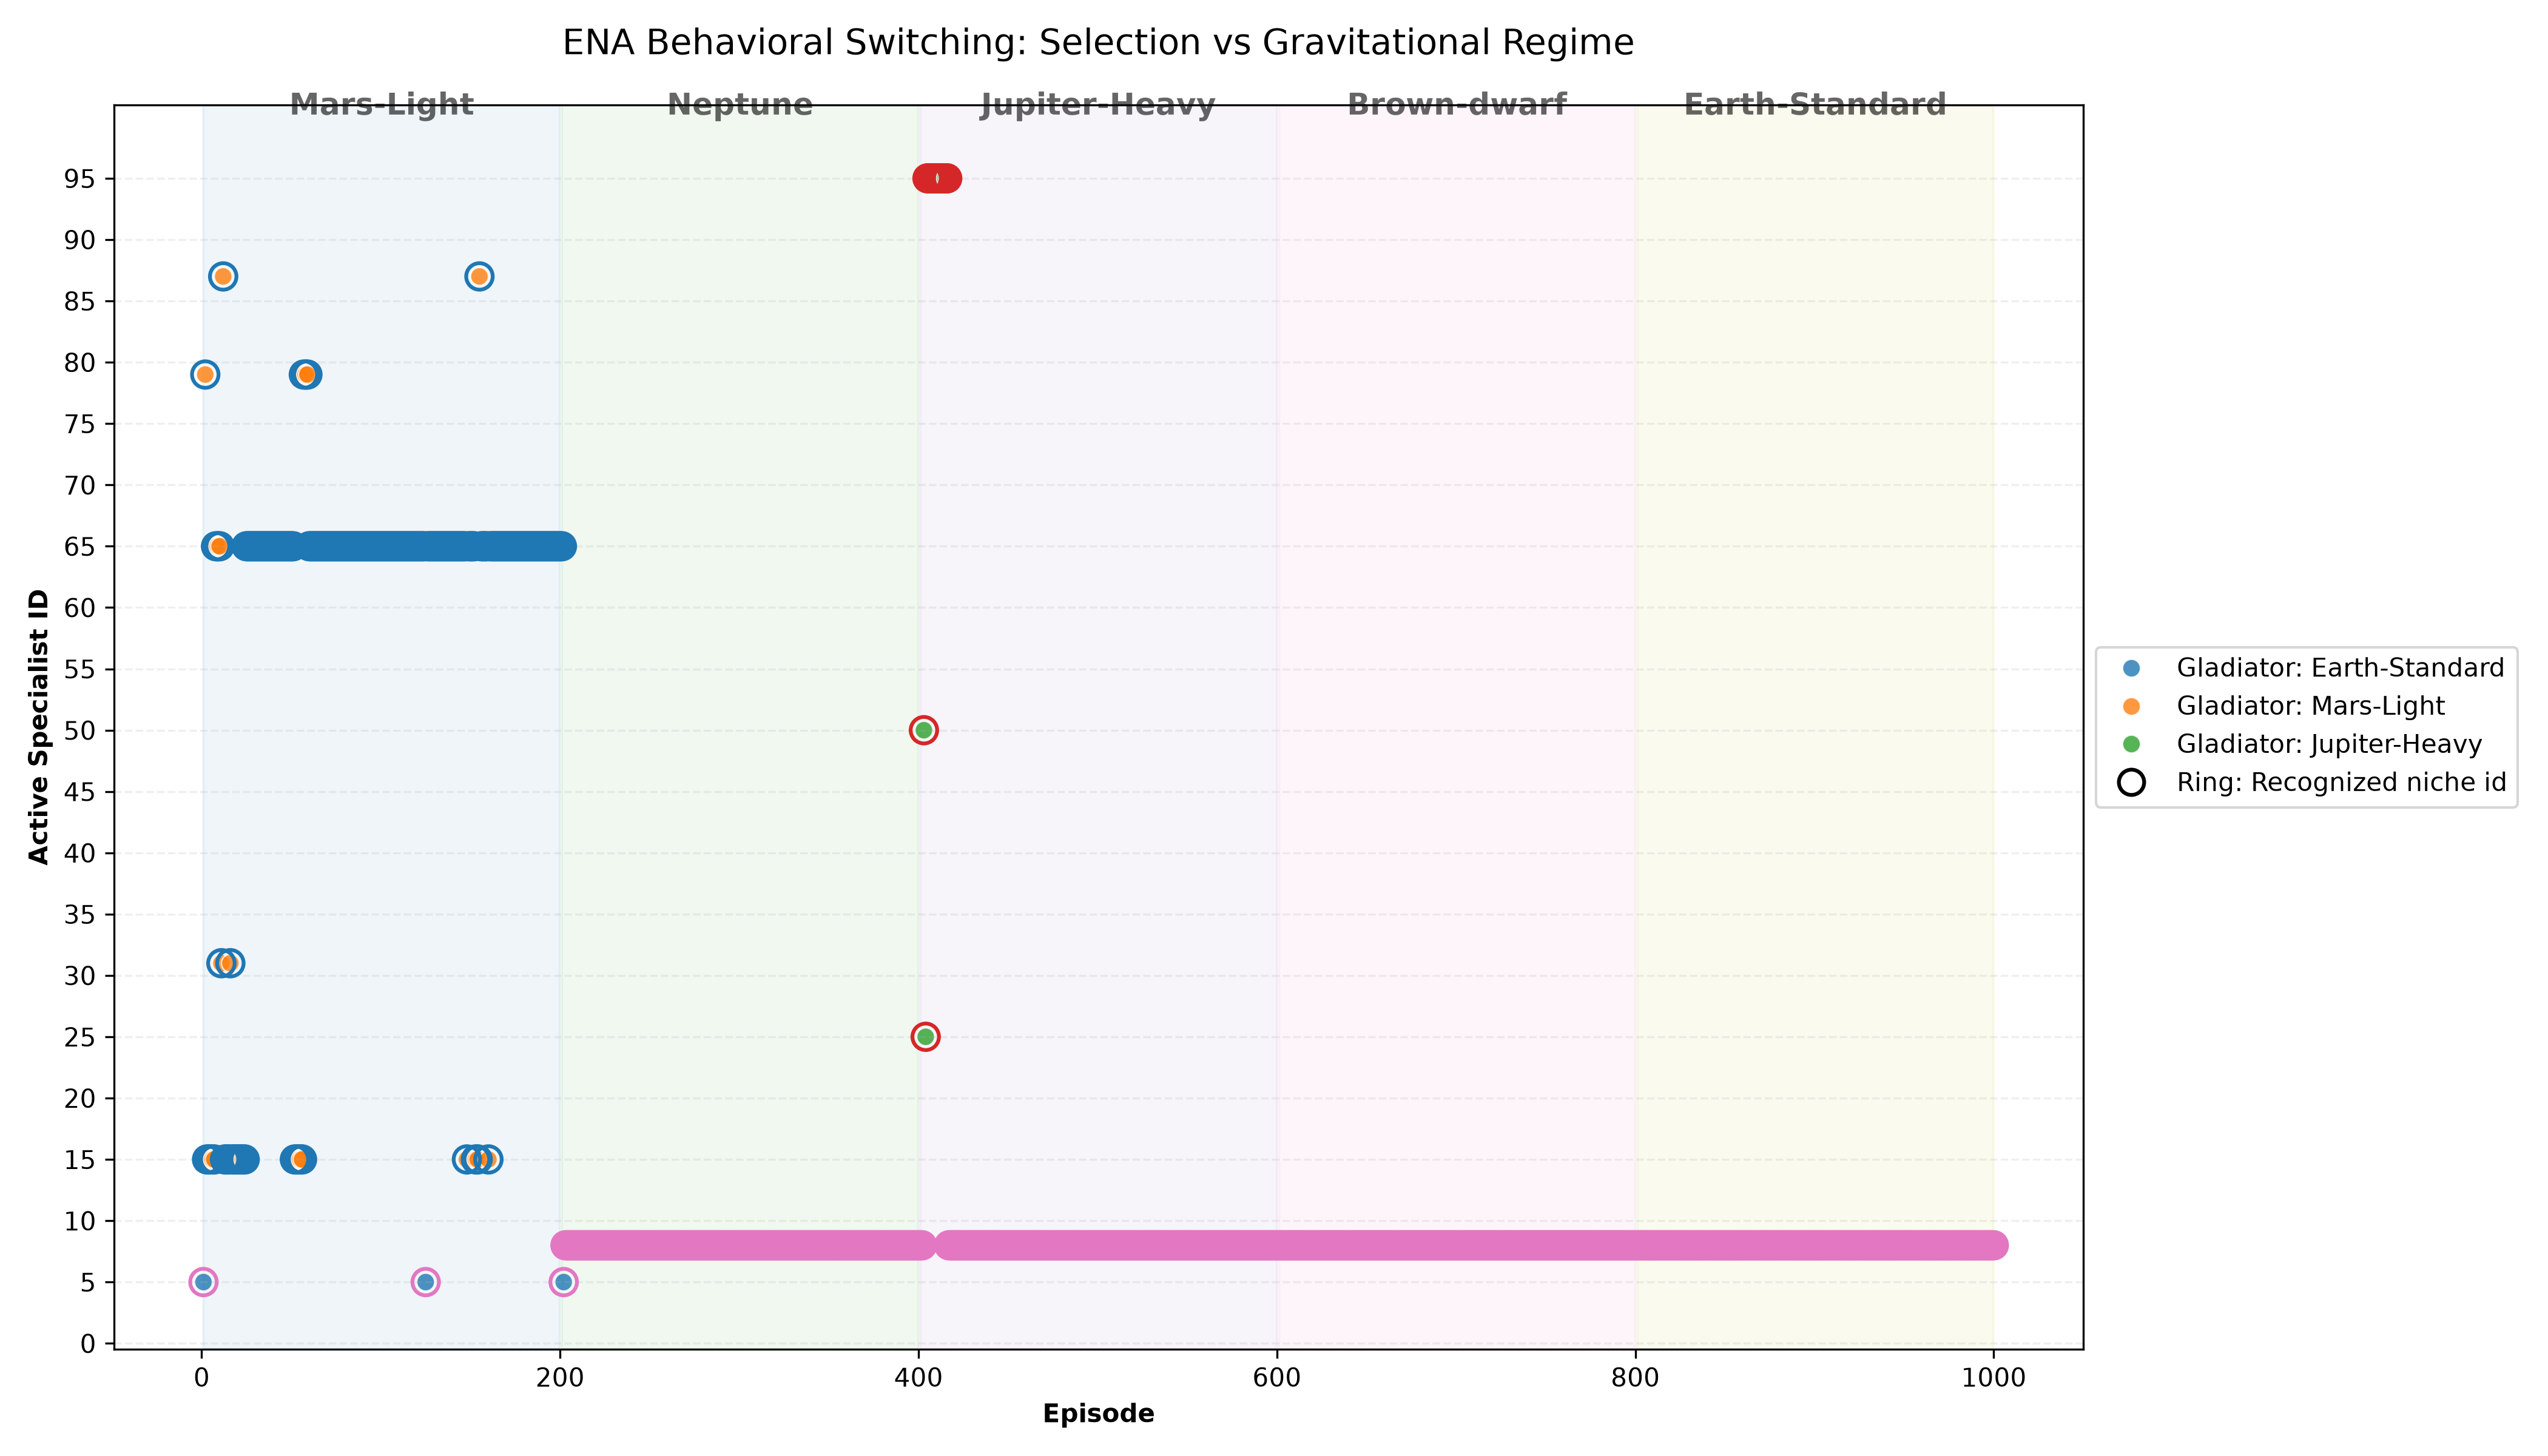 ENA Behavioral Switching: Selection vs Gravitational Regime
Mars-Light Neptune Jupiter-Heavy Brown-dwarf Earth-Standard
95
90
85
80
75
70
65
60
55
50
45
40
35
30
25
20
15
10
5
0
Active Specialist ID
0 200 400 600 800 1000
Episode
Gladiator: Earth-Standard
Gladiator: Mars-Light
Gladiator: Jupiter-Heavy
Ring: Recognized niche id